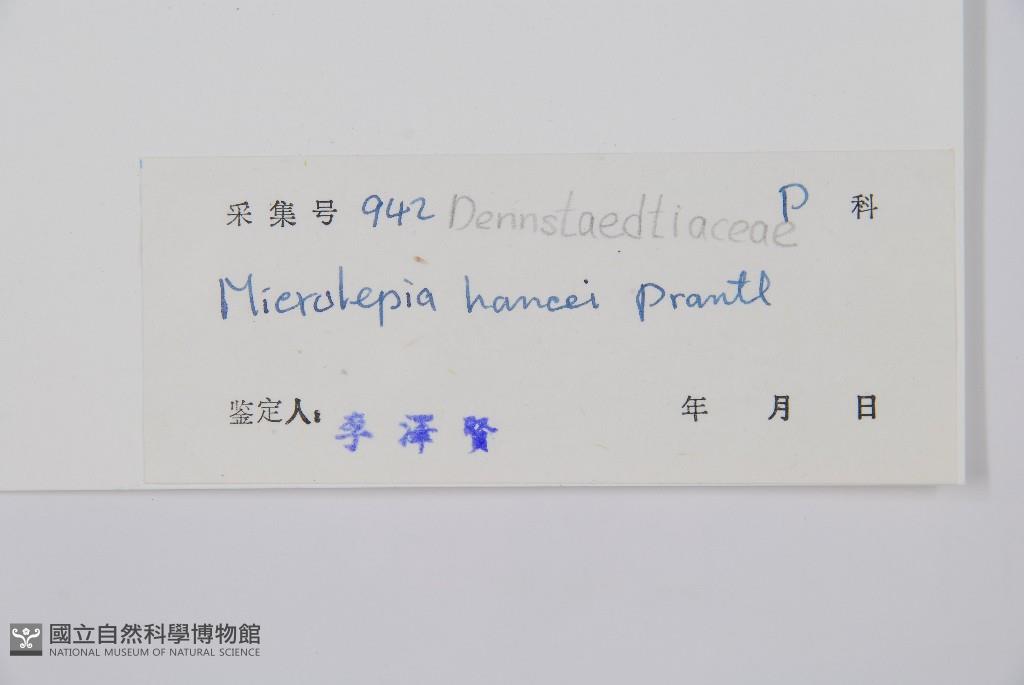 采集号 942 Dennstaedtiaceae P 科
Microlepia hancei Prantl
鉴定人: 李泽賢 年 月 日
國立自然科學博物館
NATIONAL MUSEUM OF NATURAL SCIENCE